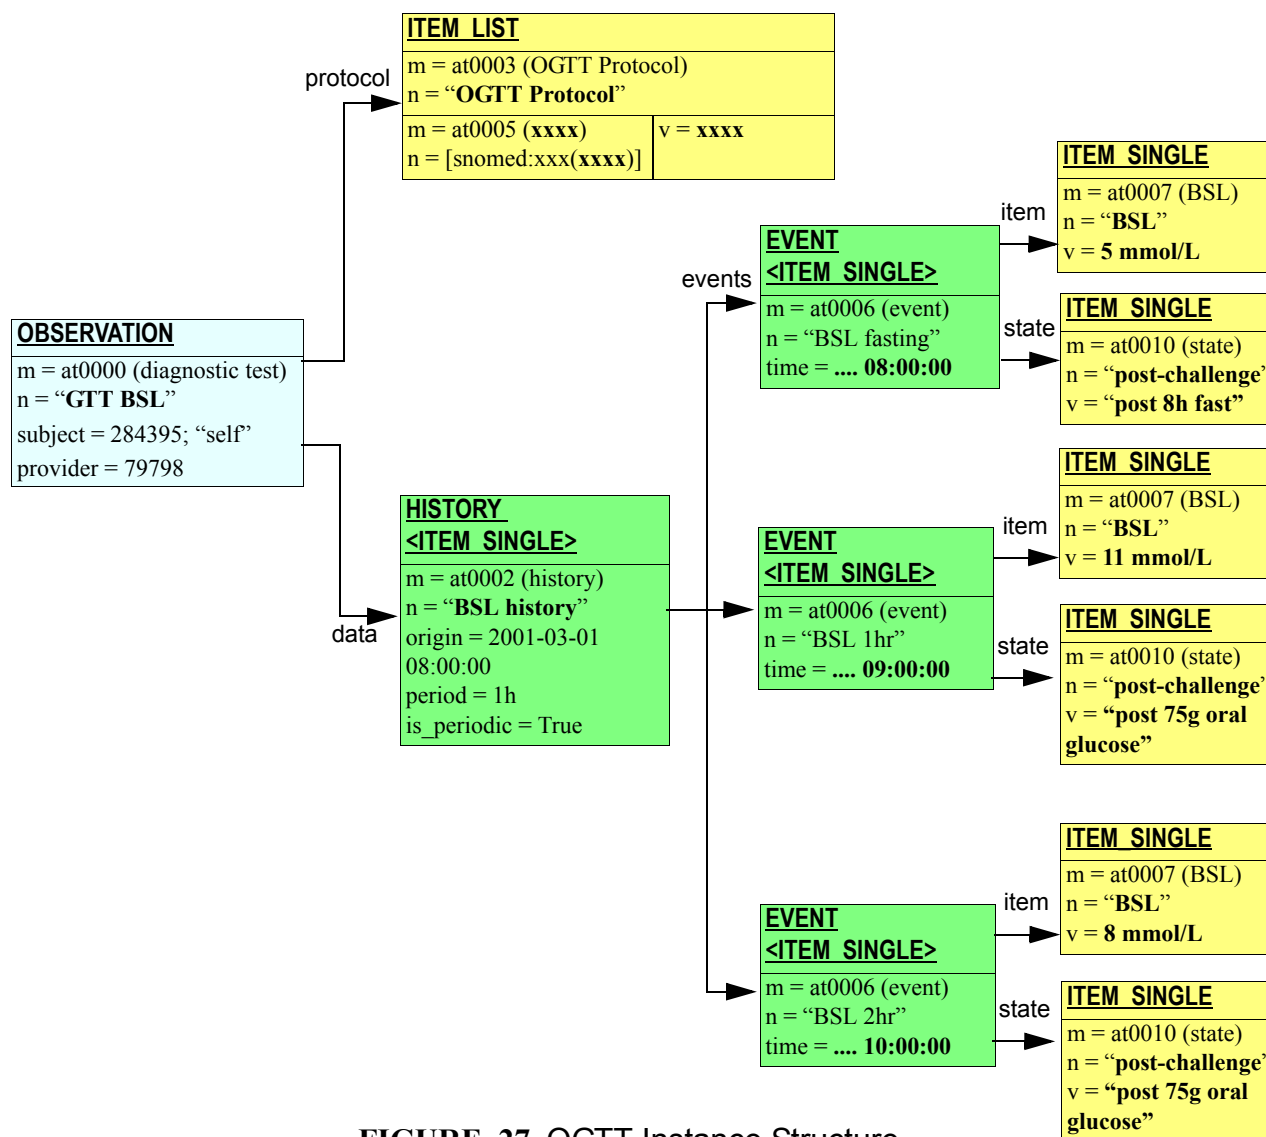 ITEM_LIST
m = at0003 (OGTT Protocol)
n = “OGTT Protocol”
m = at0005 (xxxx)
n = [snomed:xxx(xxxx)]
v = xxxx
protocol
OBSERVATION
m = at0000 (diagnostic test)
n = “GTT BSL”
subject = 284395; “self”
provider = 79798
data
HISTORY
<ITEM_SINGLE>
m = at0002 (history)
n = “BSL history”
origin = 2001-03-01
08:00:00
period = 1h
is_periodic = True
events
EVENT
<ITEM_SINGLE>
m = at0006 (event)
n = “BSL fasting”
time = .... 08:00:00
item
ITEM_SINGLE
m = at0007 (BSL)
n = “BSL”
v = 5 mmol/L
state
ITEM_SINGLE
m = at0010 (state)
n = “post-challenge”
v = “post 8h fast”
EVENT
<ITEM_SINGLE>
m = at0006 (event)
n = “BSL 1hr”
time = .... 09:00:00
item
ITEM_SINGLE
m = at0007 (BSL)
n = “BSL”
v = 11 mmol/L
state
ITEM_SINGLE
m = at0010 (state)
n = “post-challenge”
v = “post 75g oral
glucose”
EVENT
<ITEM_SINGLE>
m = at0006 (event)
n = “BSL 2hr”
time = .... 10:00:00
item
ITEM_SINGLE
m = at0007 (BSL)
n = “BSL”
v = 8 mmol/L
state
ITEM_SINGLE
m = at0010 (state)
n = “post-challenge”
v = “post 75g oral
glucose”
FIGURE 27 OGTT Instance Structure